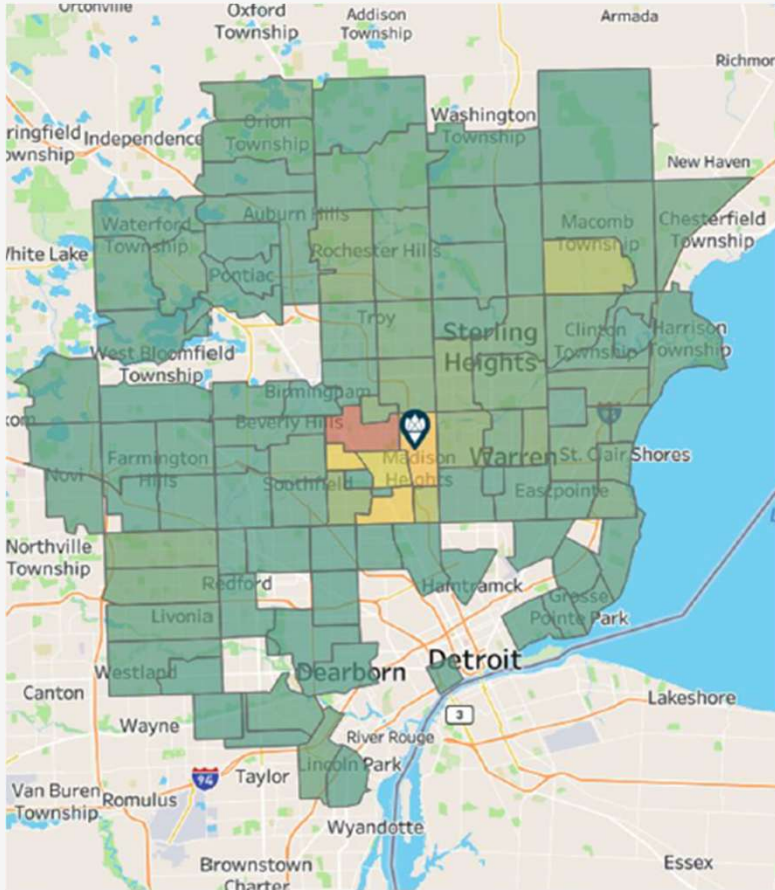 Ortonville
Oxford
Township
Addison
Township
Armada
Richmor
Washington
Township
ringfield
ownship
Independence
Orion
Township
New Haven
Waterford
Township
Auburn Hills
Rochester Hills
Macomb
Township
Chesterfield
Township
White Lake
Pontiac
Troy
Sterling
Heights
Clinton
Township
Harrison
Township
West Bloomfield
Township
Birmingham
Beverly Hills
Farmington
Hills
Novi
Southfield
Madison
Heights
Warren
St. Clair Shores
Eastpointe
Northville
Township
Redford
Hamtramck
Grosse
Pointe Park
Livonia
Westland
Dearborn
Detroit
Canton
Wayne
Lakeshore
3
River Rouge
94
Taylor
Lincoln Park
Van Buren
Township
Romulus
Wyandotte
Brownstown
Charter
Essex